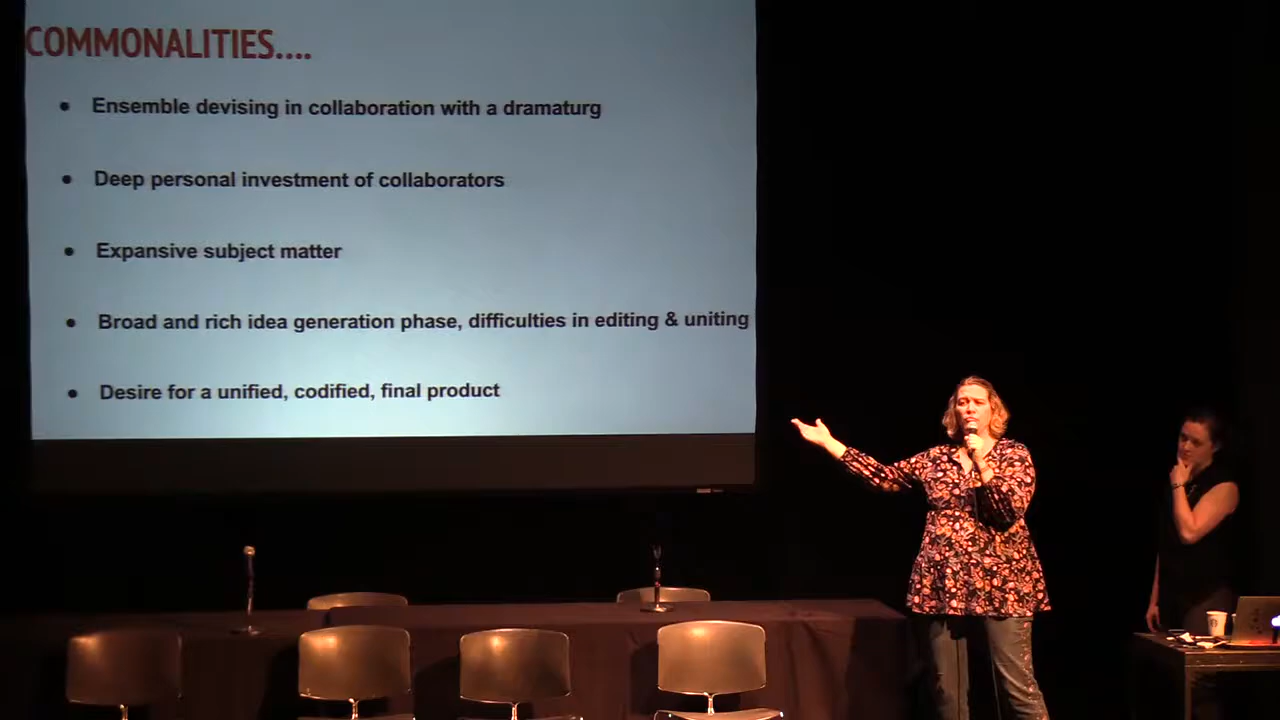 COMMONALITIES....
● Ensemble devising in collaboration with a dramaturg
● Deep personal investment of collaborators
● Expansive subject matter
● Broad and rich idea generation phase, difficulties in editing & uniting
● Desire for a unified, codified, final product